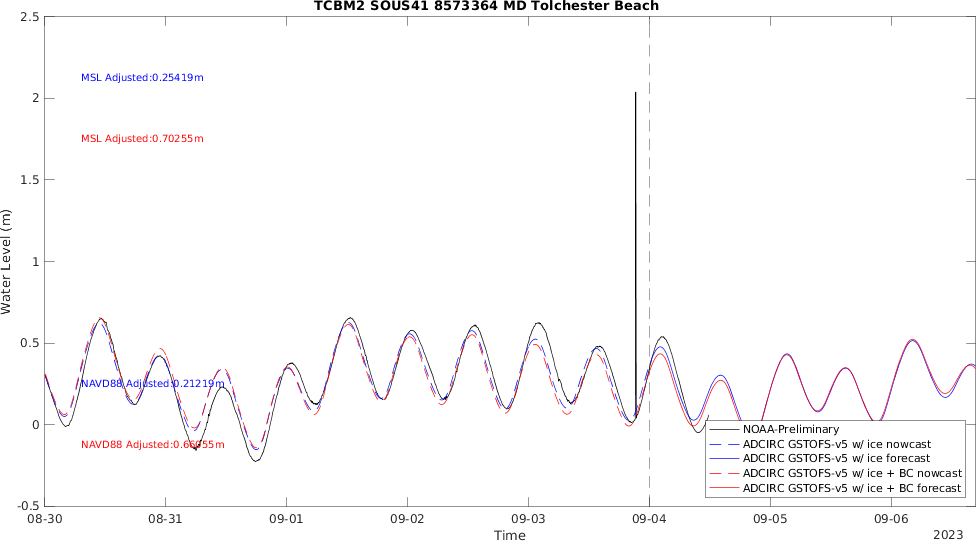 TCBM2 SOUS41 8573364 MD Tolchester Beach
2.5
2
1.5
1
0.5
0
-0.5
Water Level (m)
MSL Adjusted:0.25419m
MSL Adjusted:0.70255m
NAVD88 Adjusted:0.21219m
NAVD88 Adjusted:0.66055m
NOAA-Preliminary
ADCIRC GSTOFS-v5 w/ ice nowcast
ADCIRC GSTOFS-v5 w/ ice forecast
ADCIRC GSTOFS-v5 w/ ice + BC nowcast
ADCIRC GSTOFS-v5 w/ ice + BC forecast
08-30 08-31 09-01 09-02 09-03 09-04 09-05 09-06
Time
2023